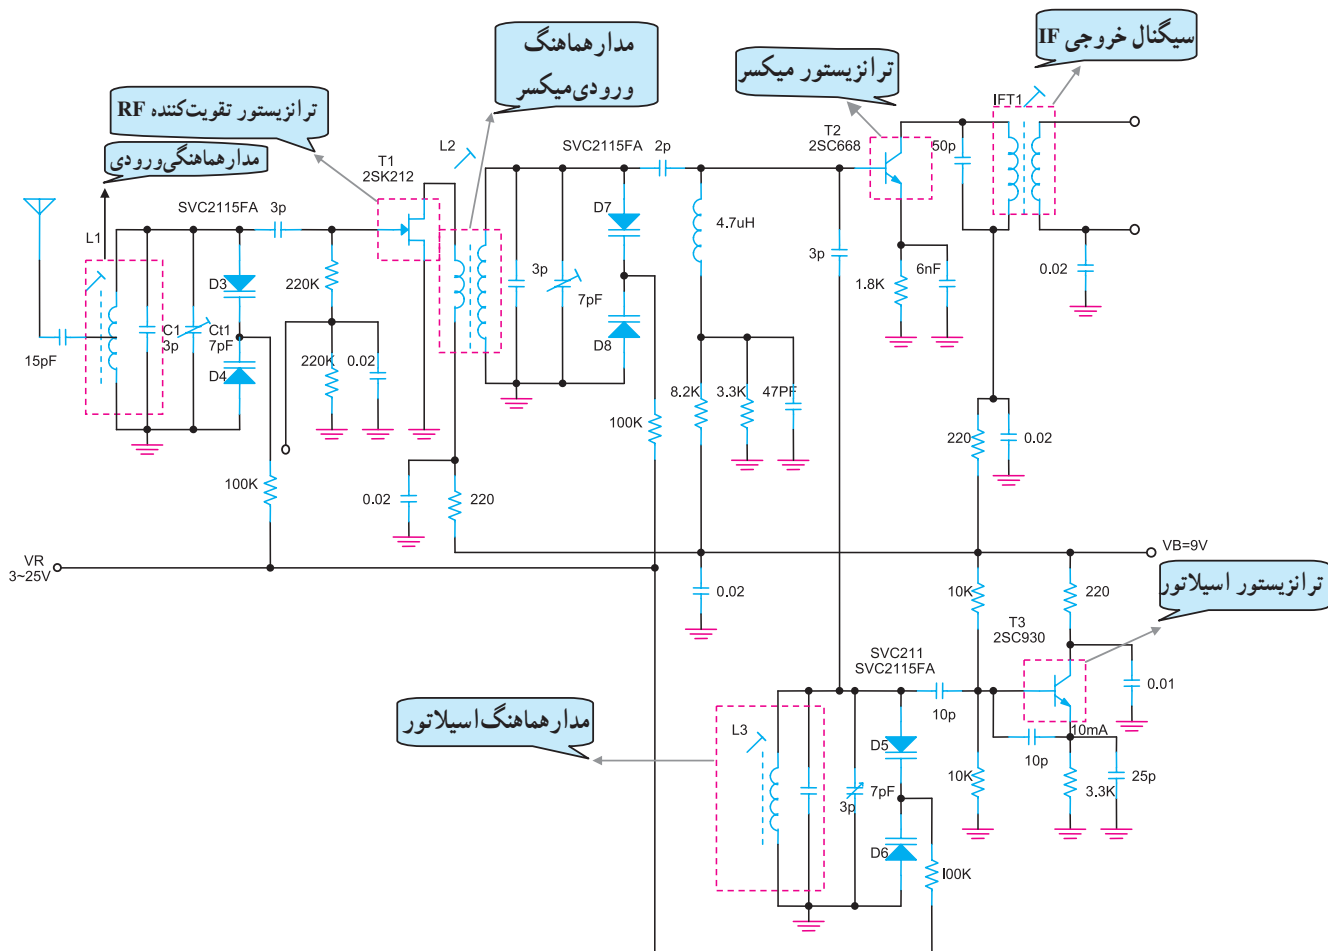 سیگنال خروجی IF
مدار هماهنگ
ورودی میکسر
ترانزیستور میکسر
ترانزیستور تقویت‌کننده RF
مدار هماهنگی ورودی
IFT1
T2
2SC668
50p
L2
SVC2115FA
2p
T1
2SK212
SVC2115FA
3p
D7
4.7uH
L1
3p
6nF
0.02
D3
220K
3p
7pF
1.8K
C1
3p
Ct1
7pF
D8
15pF
D4
220K
0.02
8.2K
3.3K
47PF
100K
220
0.02
100K
0.02
220
VR
3~25V
VB=9V
ترانزیستور اسیلاتور
0.02
10K
220
T3
2SC930
SVC211
SVC2115FA
0.01
مدار هماهنگ اسیلاتور
10p
L3
D5
10mA
10p
10K
25p
3p
7pF
3.3K
D6
I00K